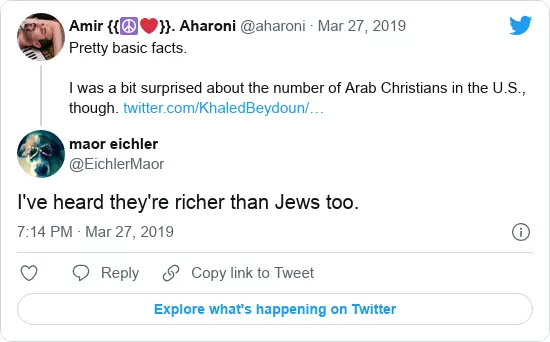 Amir {{☮️❤️}}. Aharoni @aharoni · Mar 27, 2019
Pretty basic facts.
I was a bit surprised about the number of Arab Christians in the U.S.,
though. twitter.com/KhaledBeydoun/…
maor eichler
@EichlerMaor
I've heard they're richer than Jews too.
7:14 PM · Mar 27, 2019
Reply
Copy link to Tweet
Explore what's happening on Twitter